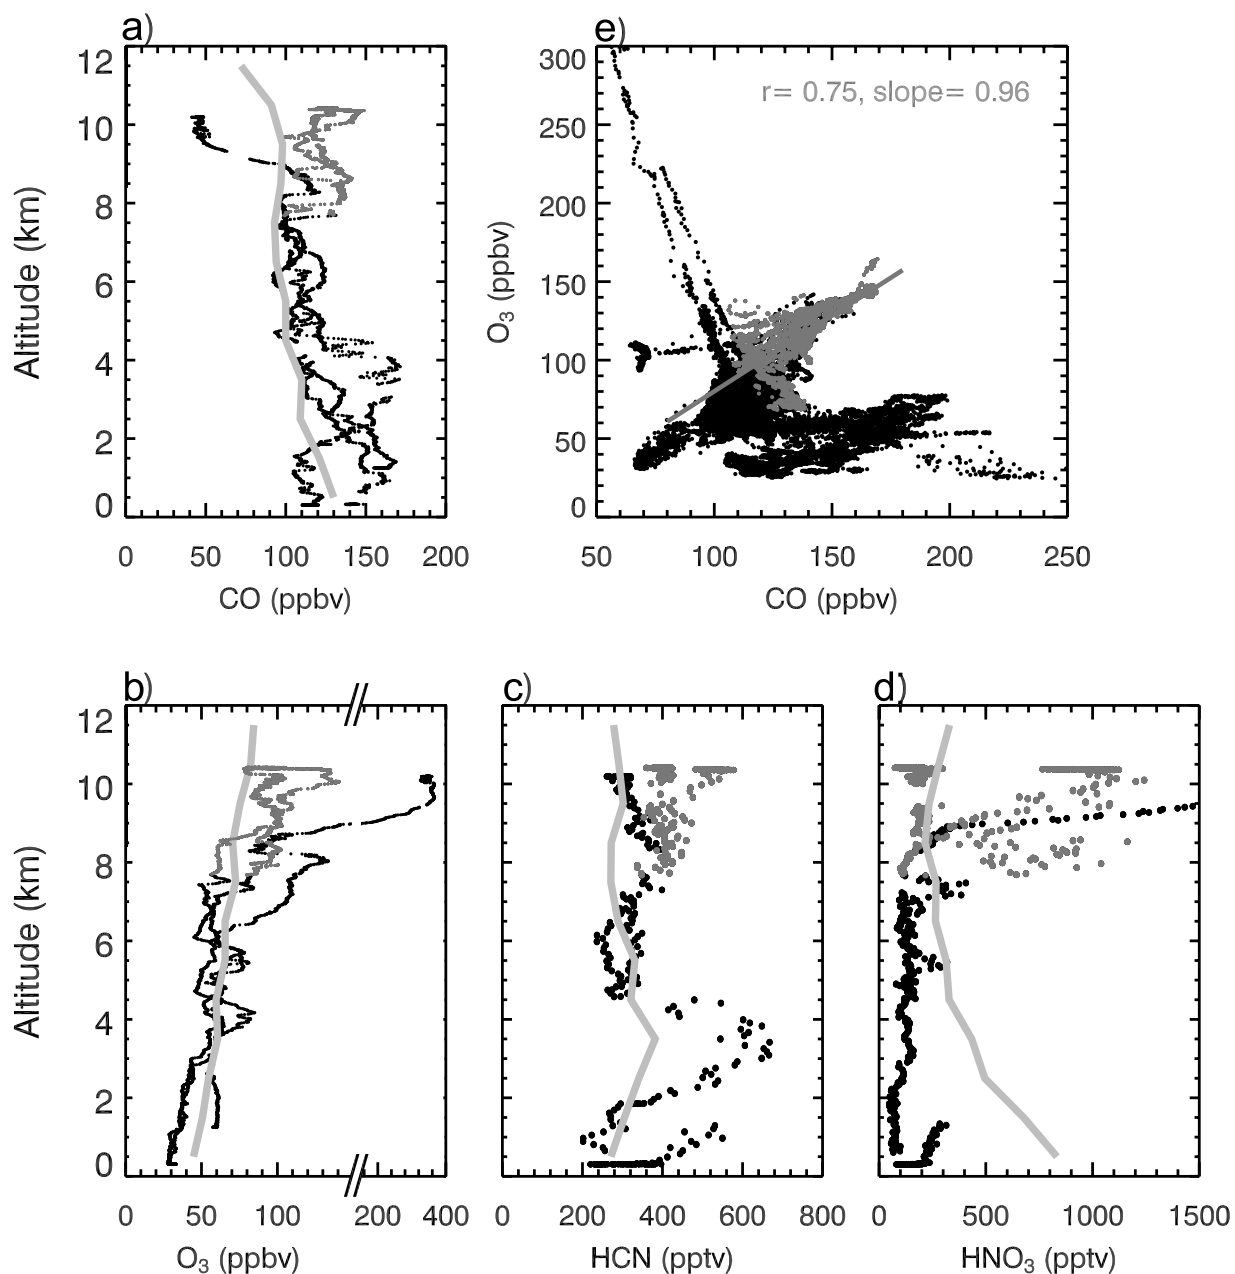 a)
12
10
8
6
4
2
0
Altitude (km)
0 50 100 150 200
CO (ppbv)
e)
r= 0.75, slope= 0.96
300
250
200
150
100
50
0
O3 (ppbv)
50 100 150 200 250
CO (ppbv)
b)
12
10
8
6
4
2
0
Altitude (km)
0 50 100 200 400
O3 (ppbv)
c)
0 200 400 600 800
HCN (pptv)
d)
0 500 1000 1500
HNO3 (pptv)